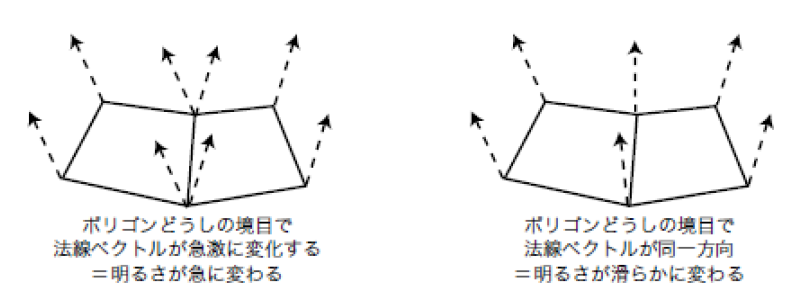 ポリゴンどうしの境目で
法線ベクトルが急激に変化する
＝明るさが急に変わる
ポリゴンどうしの境目で
法線ベクトルが同一方向
＝明るさが滑らかに変わる